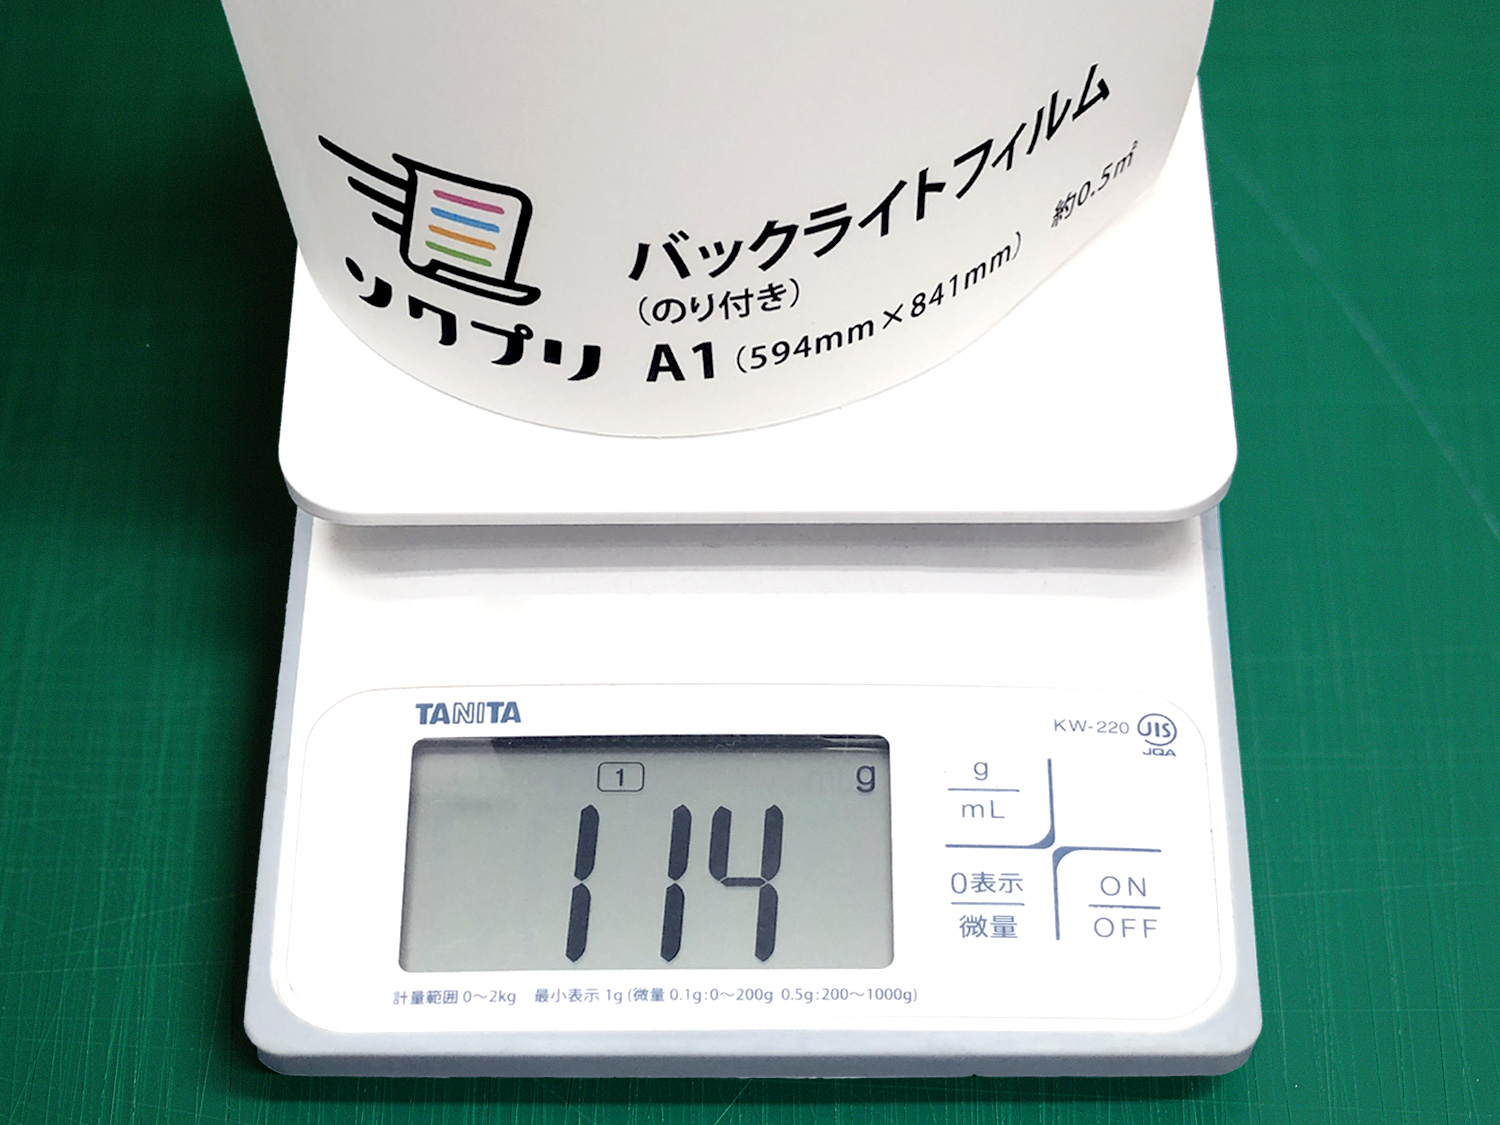 ソワプリ
バックライトフィルム
（のり付き）
A1（594mm×841mm） 約0.5㎡
TANITA
KW-220 JIS
JQA
1 g
114
g
mL
0表示
微量
ON
OFF
計量範囲 0～2kg 最小表示 1g (微量 0.1g:0～200g 0.5g:200～1000g)